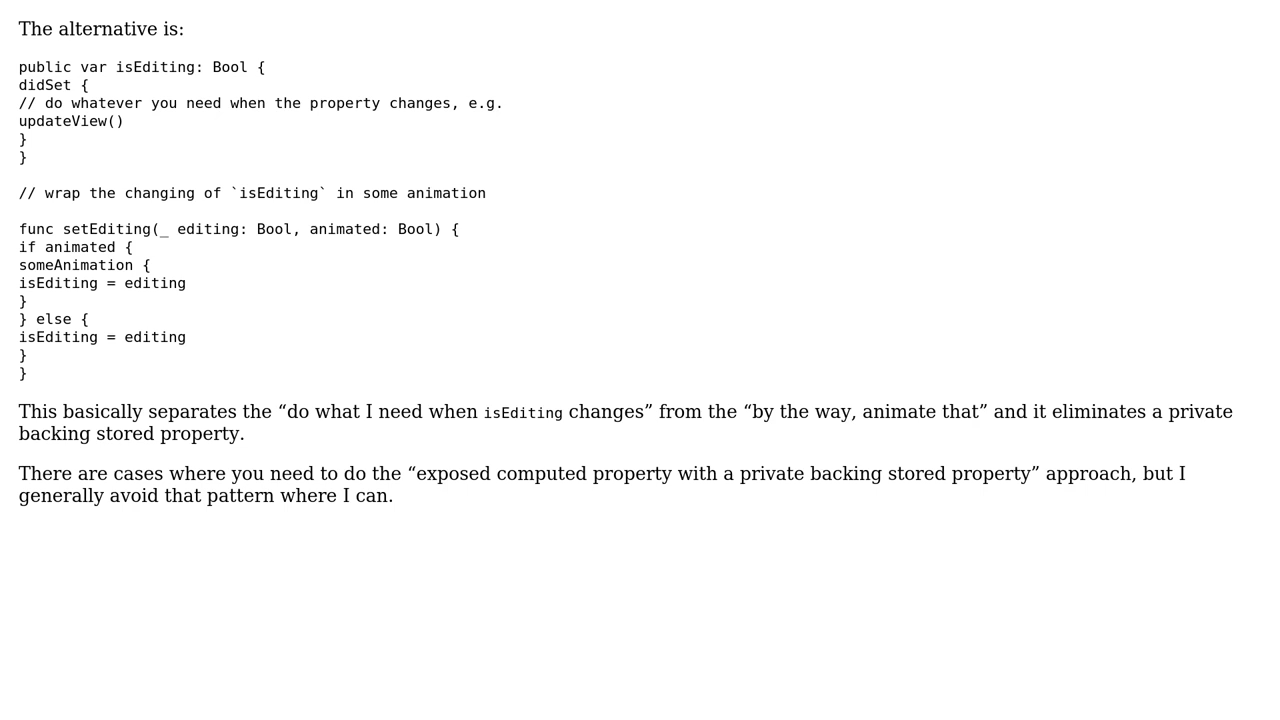 The alternative is:
public var isEditing: Bool {
didSet {
// do whatever you need when the property changes, e.g.
updateView()
}
}
// wrap the changing of `isEditing` in some animation
func setEditing(_ editing: Bool, animated: Bool) {
if animated {
someAnimation {
isEditing = editing
}
} else {
isEditing = editing
}
}
This basically separates the “do what I need when isEditing changes” from the “by the way, animate that” and it eliminates a private
backing stored property.
There are cases where you need to do the “exposed computed property with a private backing stored property” approach, but I
generally avoid that pattern where I can.